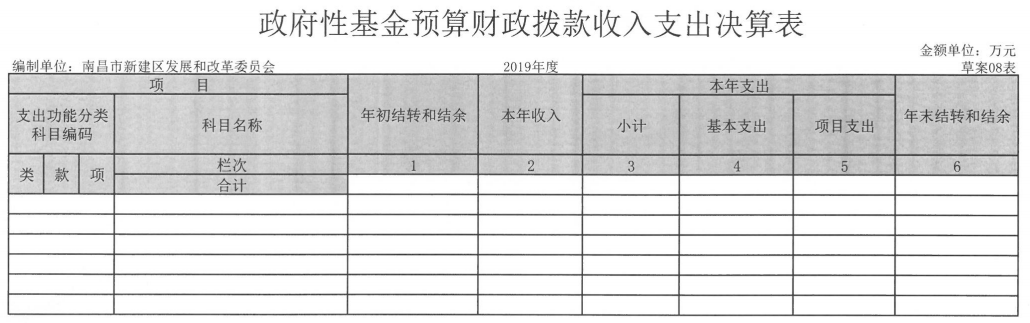 政府性基金预算财政拨款收入支出决算表
金额单位：万元
编制单位：南昌市新建区发展和改革委员会 2019年度 草案08表
项 目 年初结转和结余 本年收入 本年支出 年末结转和结余
支出功能分类科目编码 科目名称 小计 基本支出 项目支出
类 款 项 栏次 1 2 3 4 5 6
合计